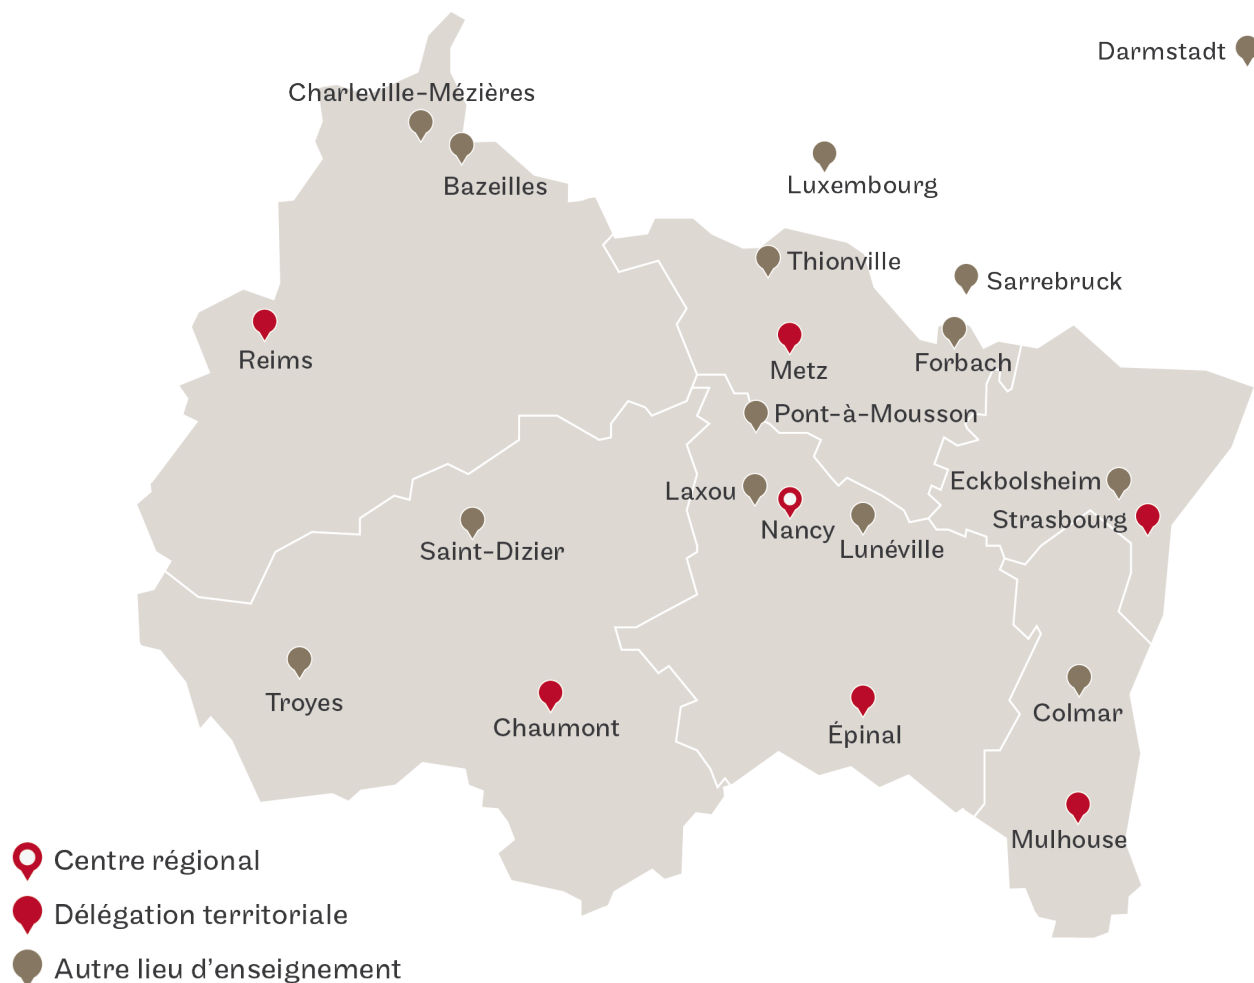 Darmstadt
Charleville-Mézières
Bazeilles
Luxembourg
Thionville
Sarrebruck
Reims
Metz
Forbach
Pont-à-Mousson
Laxou
Eckbolsheim
Nancy
Strasbourg
Saint-Dizier
Lunéville
Troyes
Chaumont
Épinal
Colmar
Mulhouse
Centre régional
Délégation territoriale
Autre lieu d’enseignement